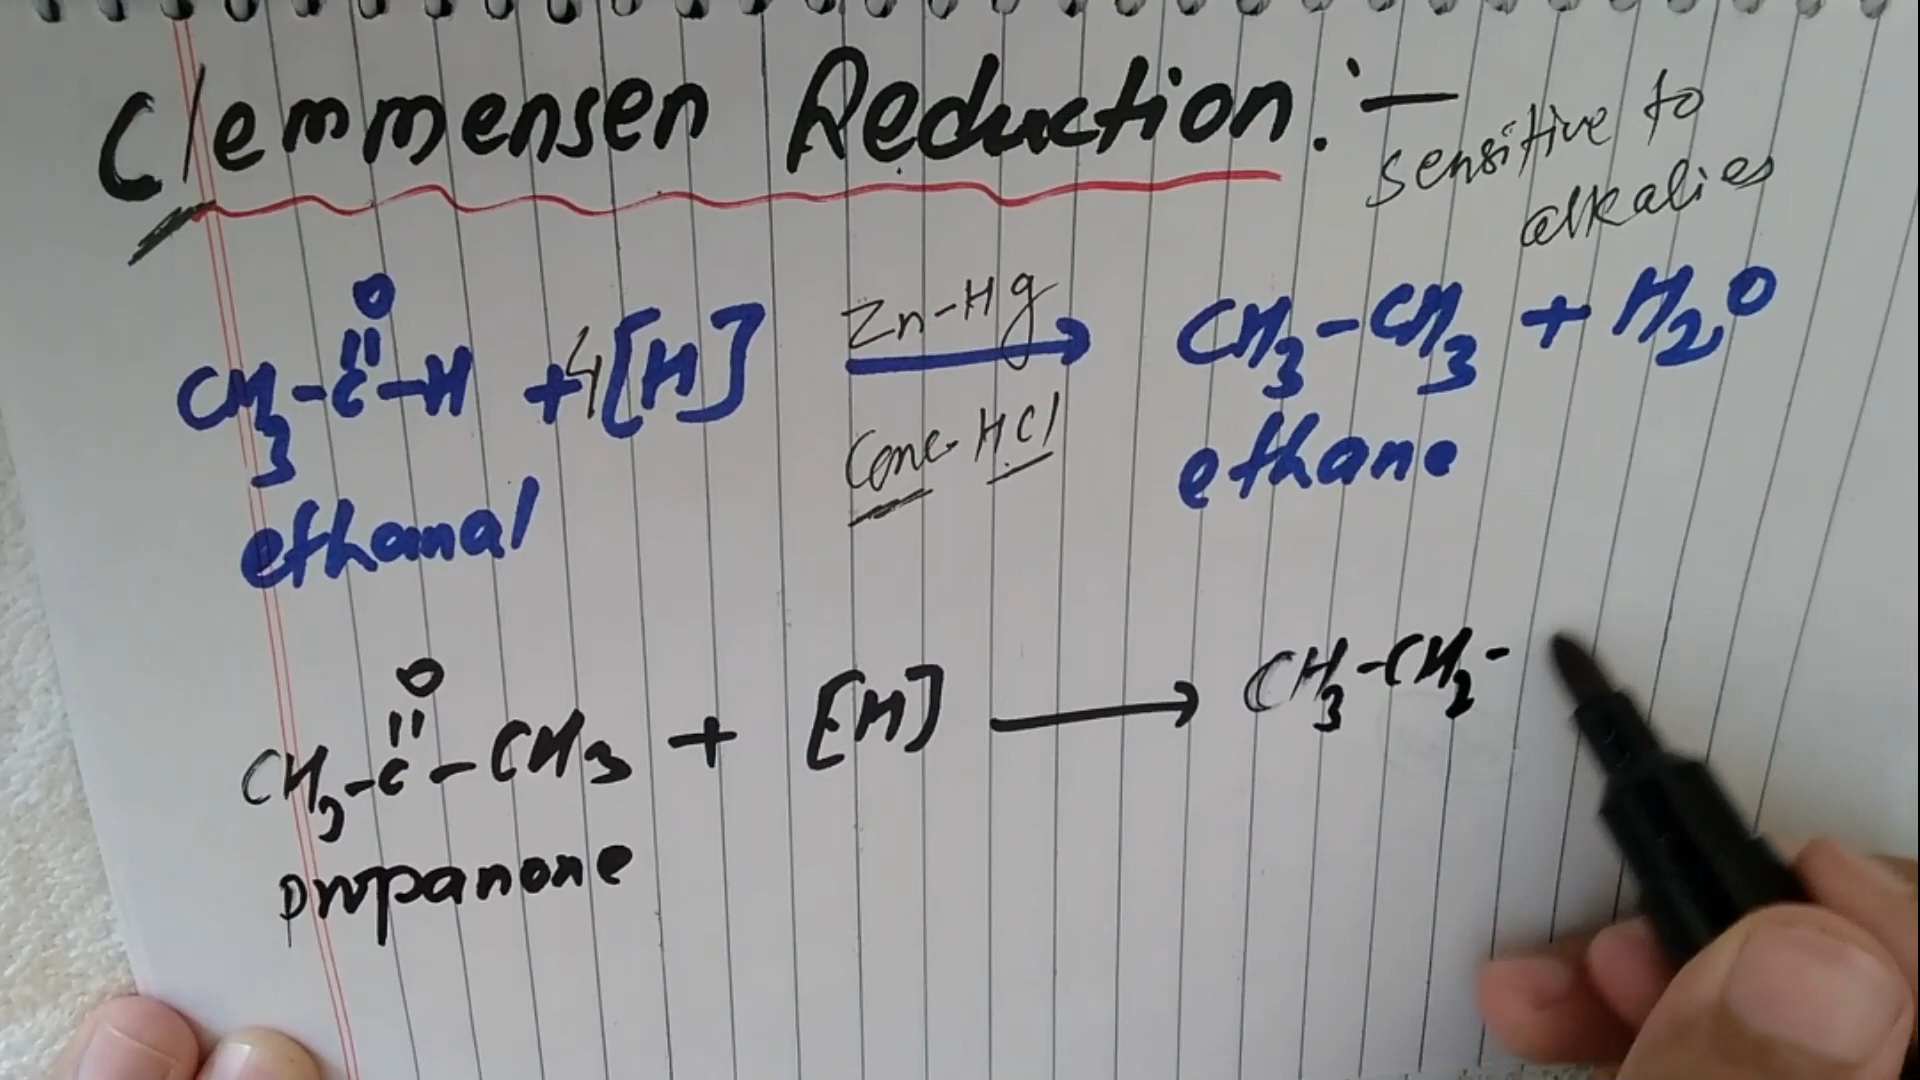 Clemmensen Reduction:-
sensitive to
alkalies
O
||
CH3-C-H +4[H] Zn-Hg CH3-CH3 + H2O
Conc. HCl
ethanal ethane
O
||
CH3-C-CH3 + [H] → CH3-CH2-
propanone